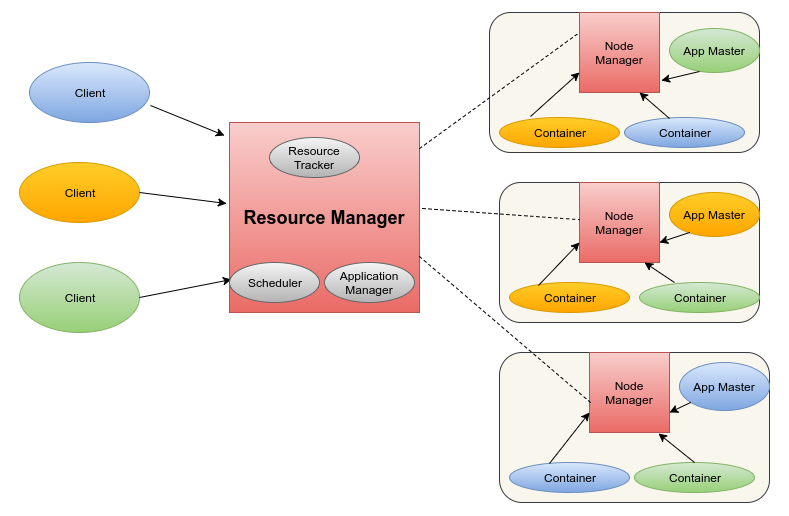 Client
Client
Client
Resource
Tracker
Resource Manager
Scheduler
Application
Manager
Node
Manager
App Master
Container
Container
Node
Manager
App Master
Container
Container
Node
Manager
App Master
Container
Container